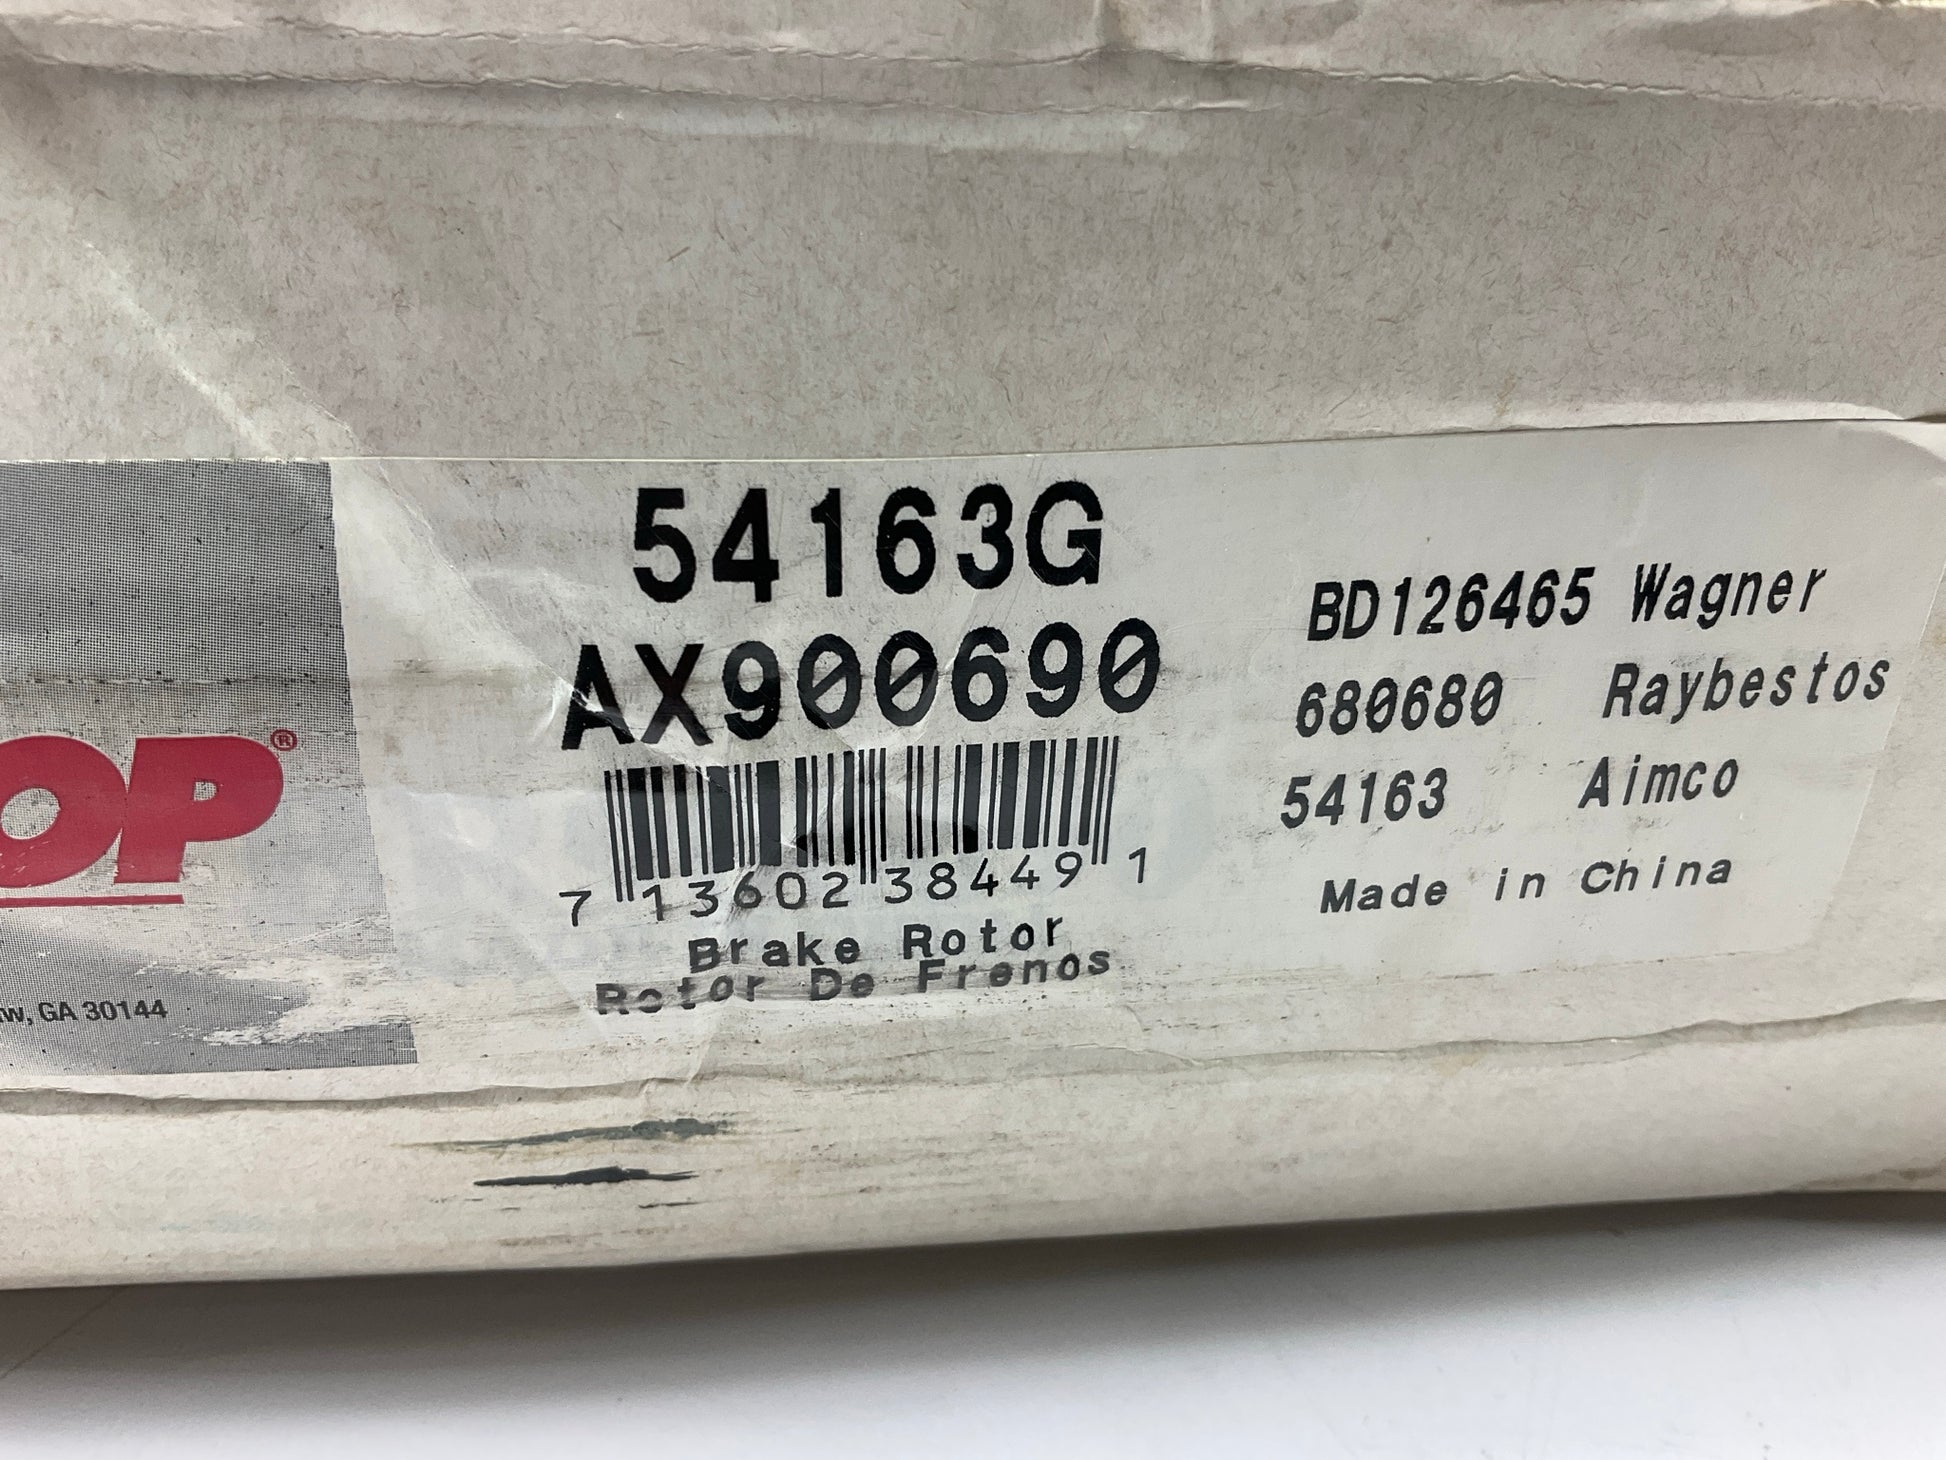 54163G
AX900690
7 13602 38449 1
Brake Rotor
Rotor De Frenos
BD126465 Wagner
680680 Raybestos
54163 Aimco
Made in China
OP®
w, GA 30144